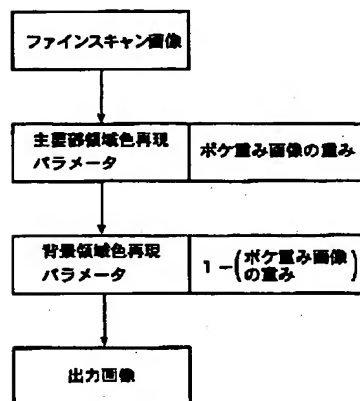 ファインスキャン画像
主要部領域色再現
パラメータ
ボケ重み画像の重み
背景領域色再現
パラメータ
1-(ボケ重み画像
の重み)
出力画像